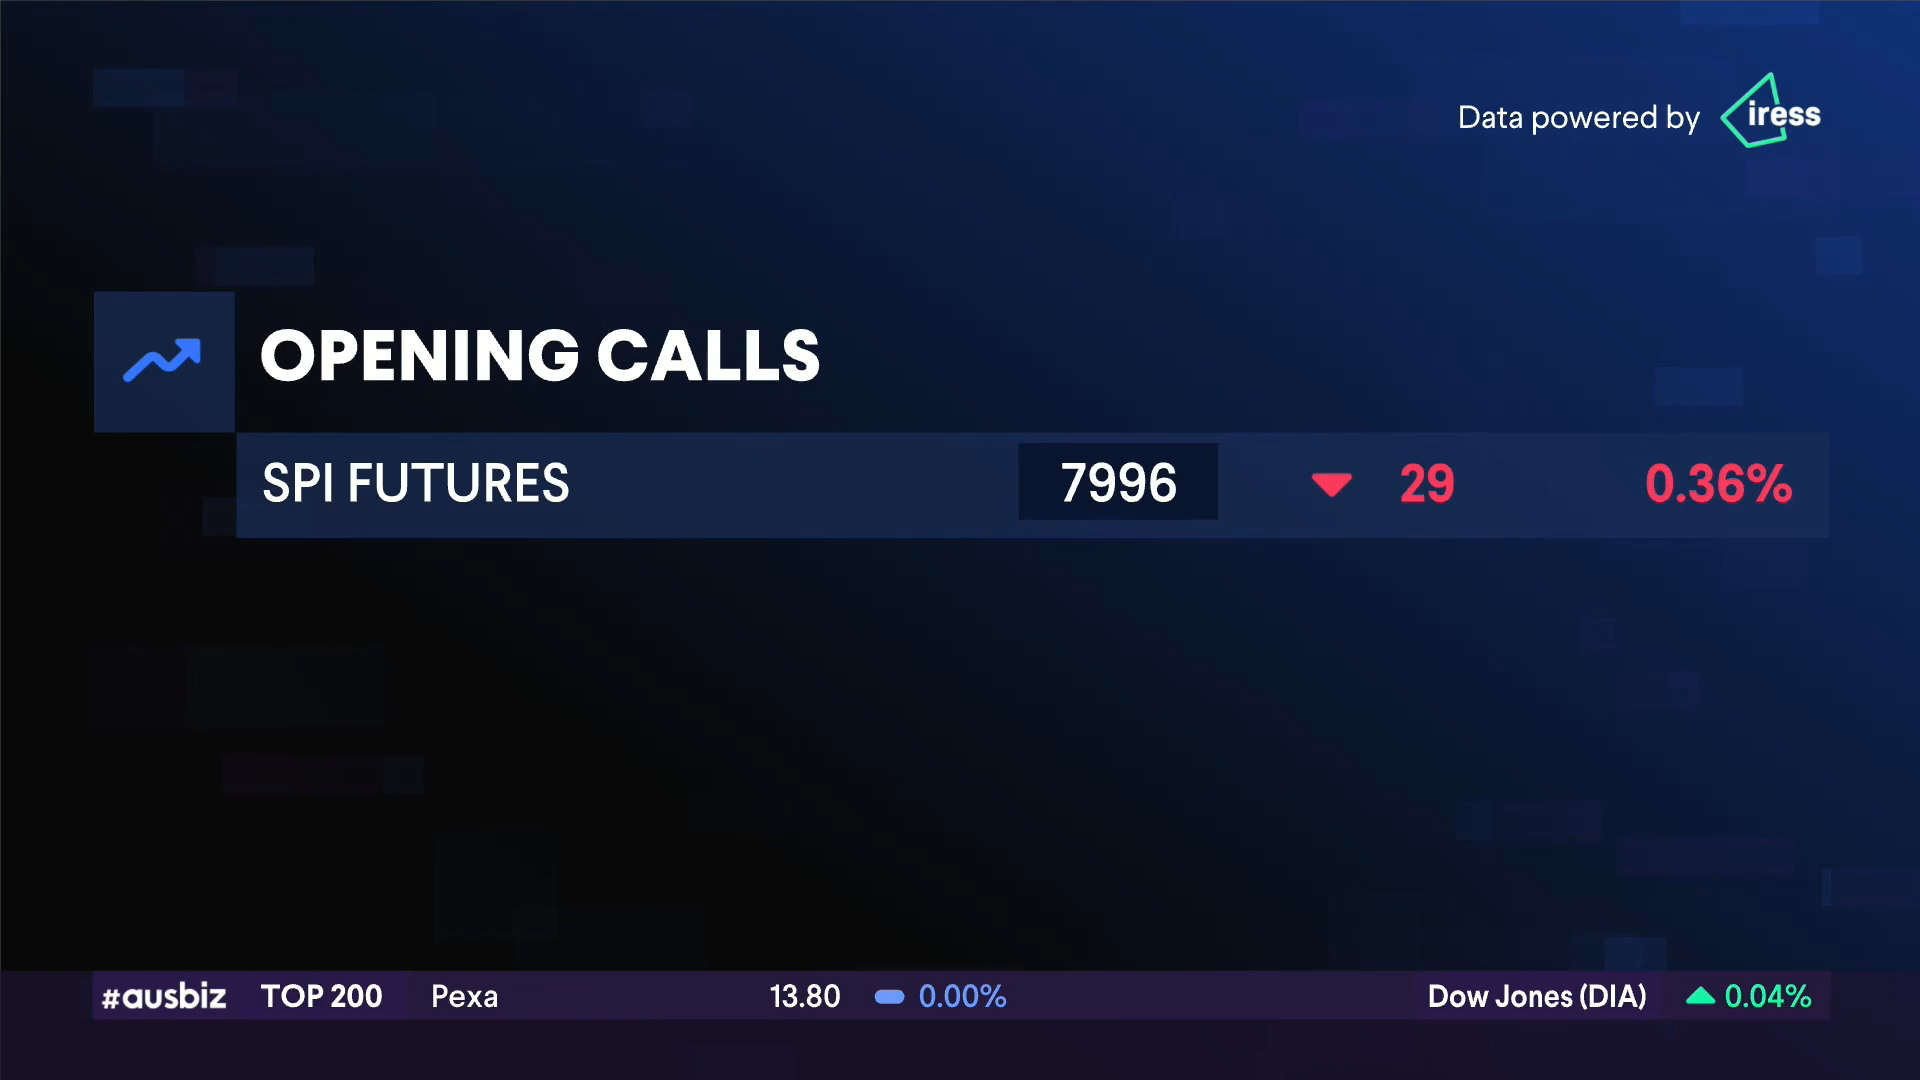 Data powered by iress
OPENING CALLS
SPI FUTURES 7996 29 0.36%
#ausbiz TOP 200 Pexa 13.80 0.00% Dow Jones (DIA) 0.04%